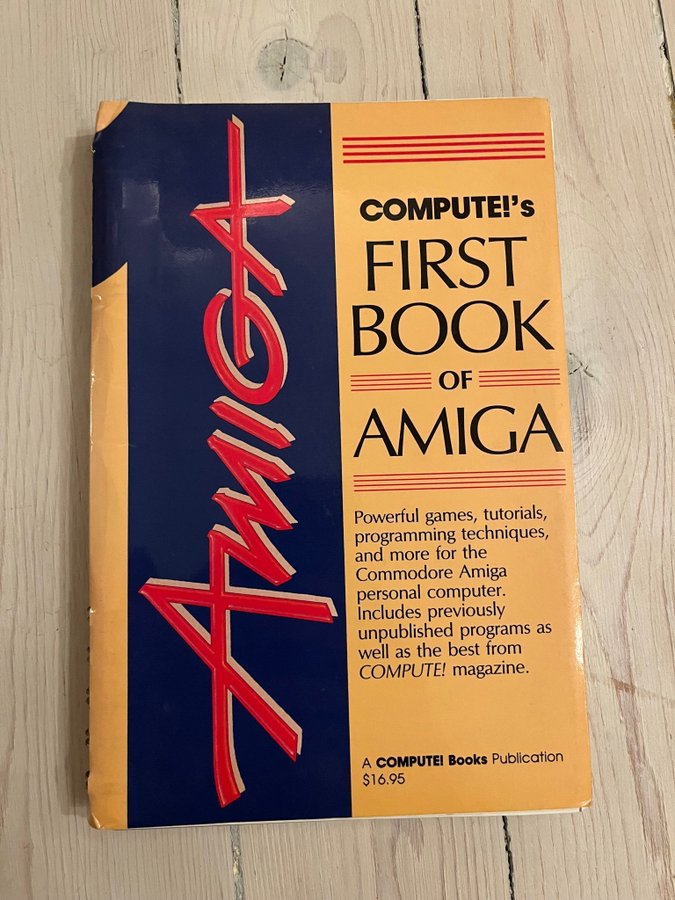 AMIGA
COMPUTE!'s
FIRST
BOOK
OF
AMIGA
Powerful games, tutorials,
programming techniques,
and more for the
Commodore Amiga
personal computer.
Includes previously
unpublished programs as
well as the best from
COMPUTE! magazine.
A COMPUTE! Books Publication
$16.95